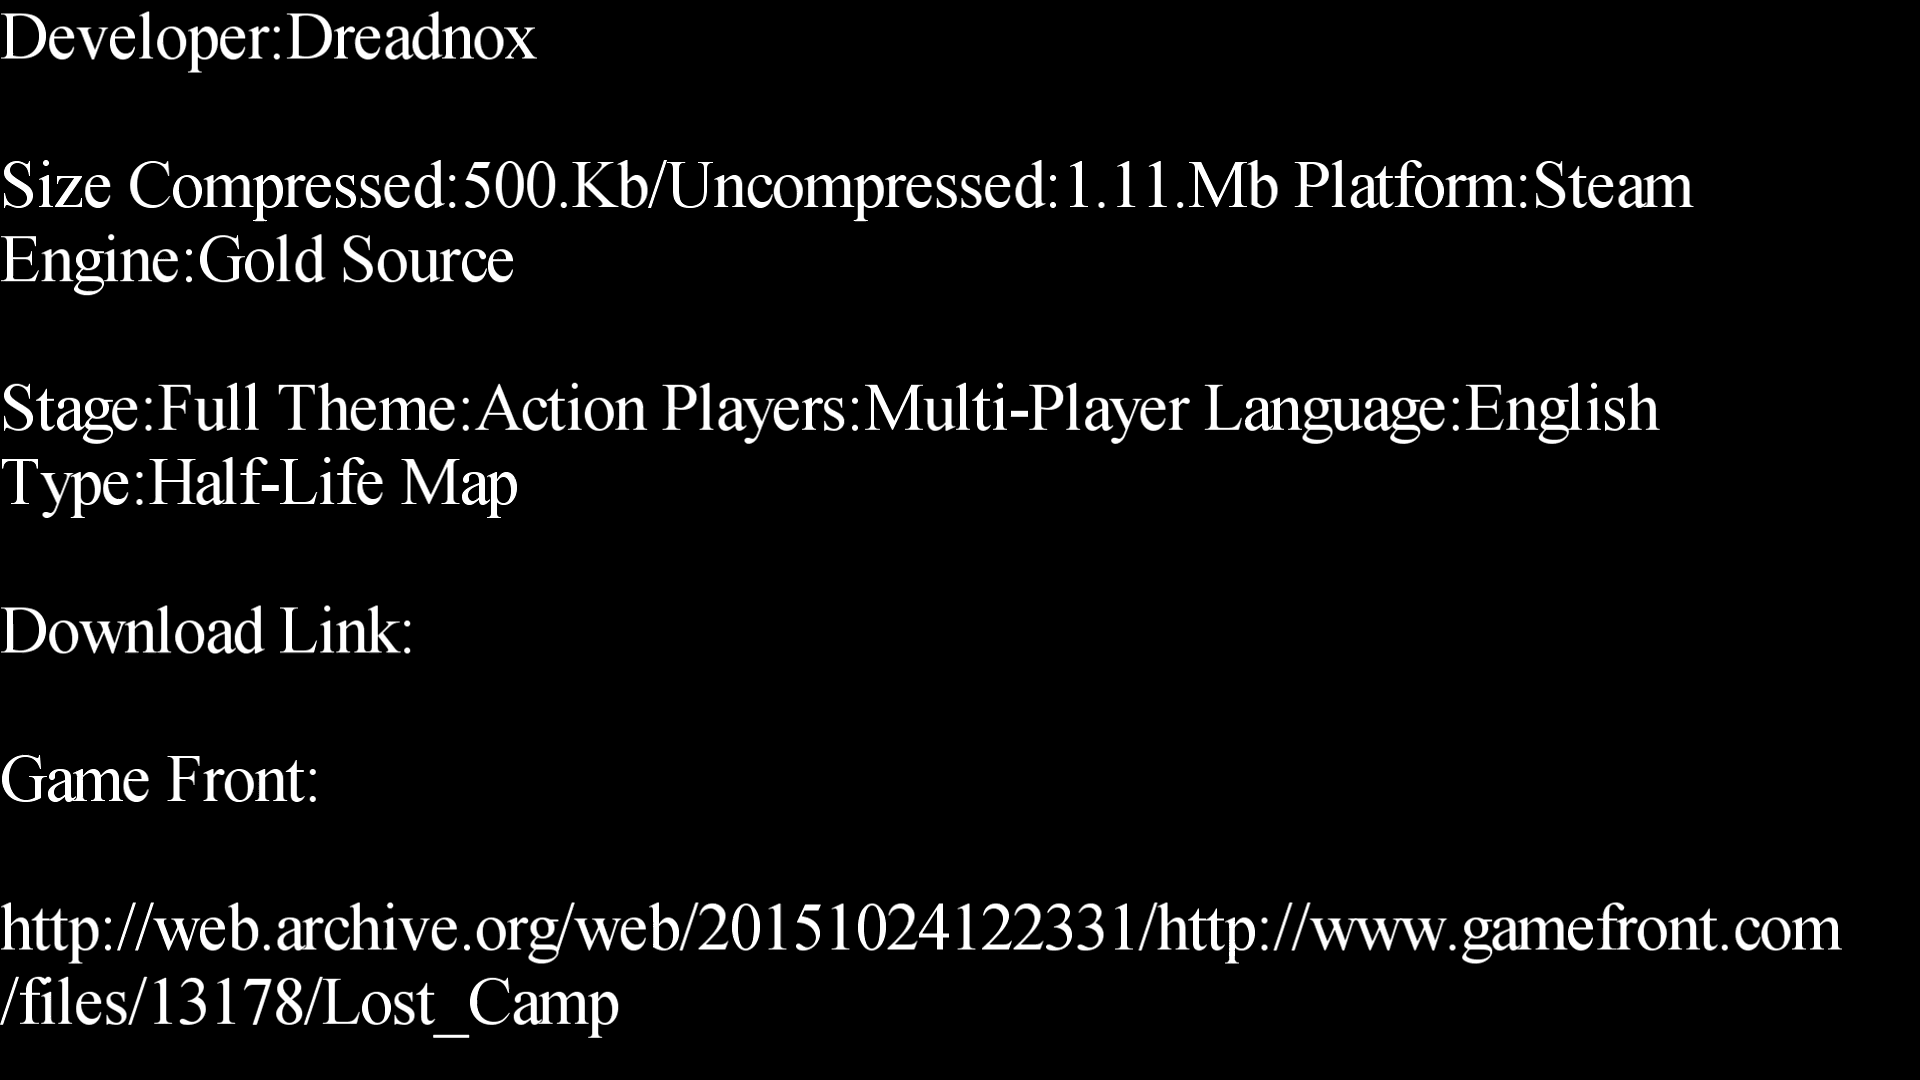 Developer:Dreadnox
Size Compressed:500.Kb/Uncompressed:1.11.Mb Platform:Steam
Engine:Gold Source
Stage:Full Theme:Action Players:Multi-Player Language:English
Type:Half-Life Map
Download Link:
Game Front:
http://web.archive.org/web/20151024122331/http://www.gamefront.com
/files/13178/Lost_Camp